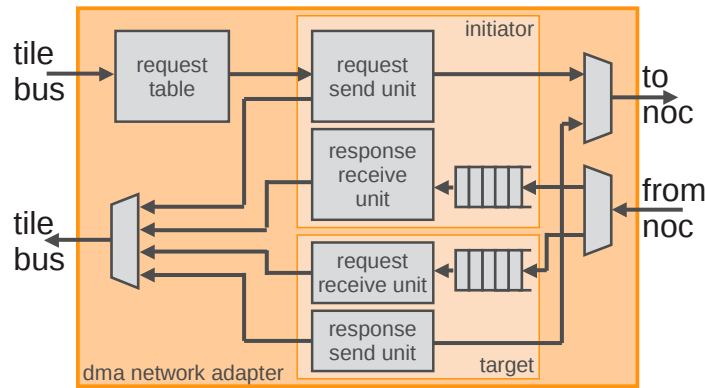 initiator
tile
bus
request
table
request
send unit
to
noc
response
receive
unit
from
noc
tile
bus
request
receive unit
response
send unit
target
dma network adapter